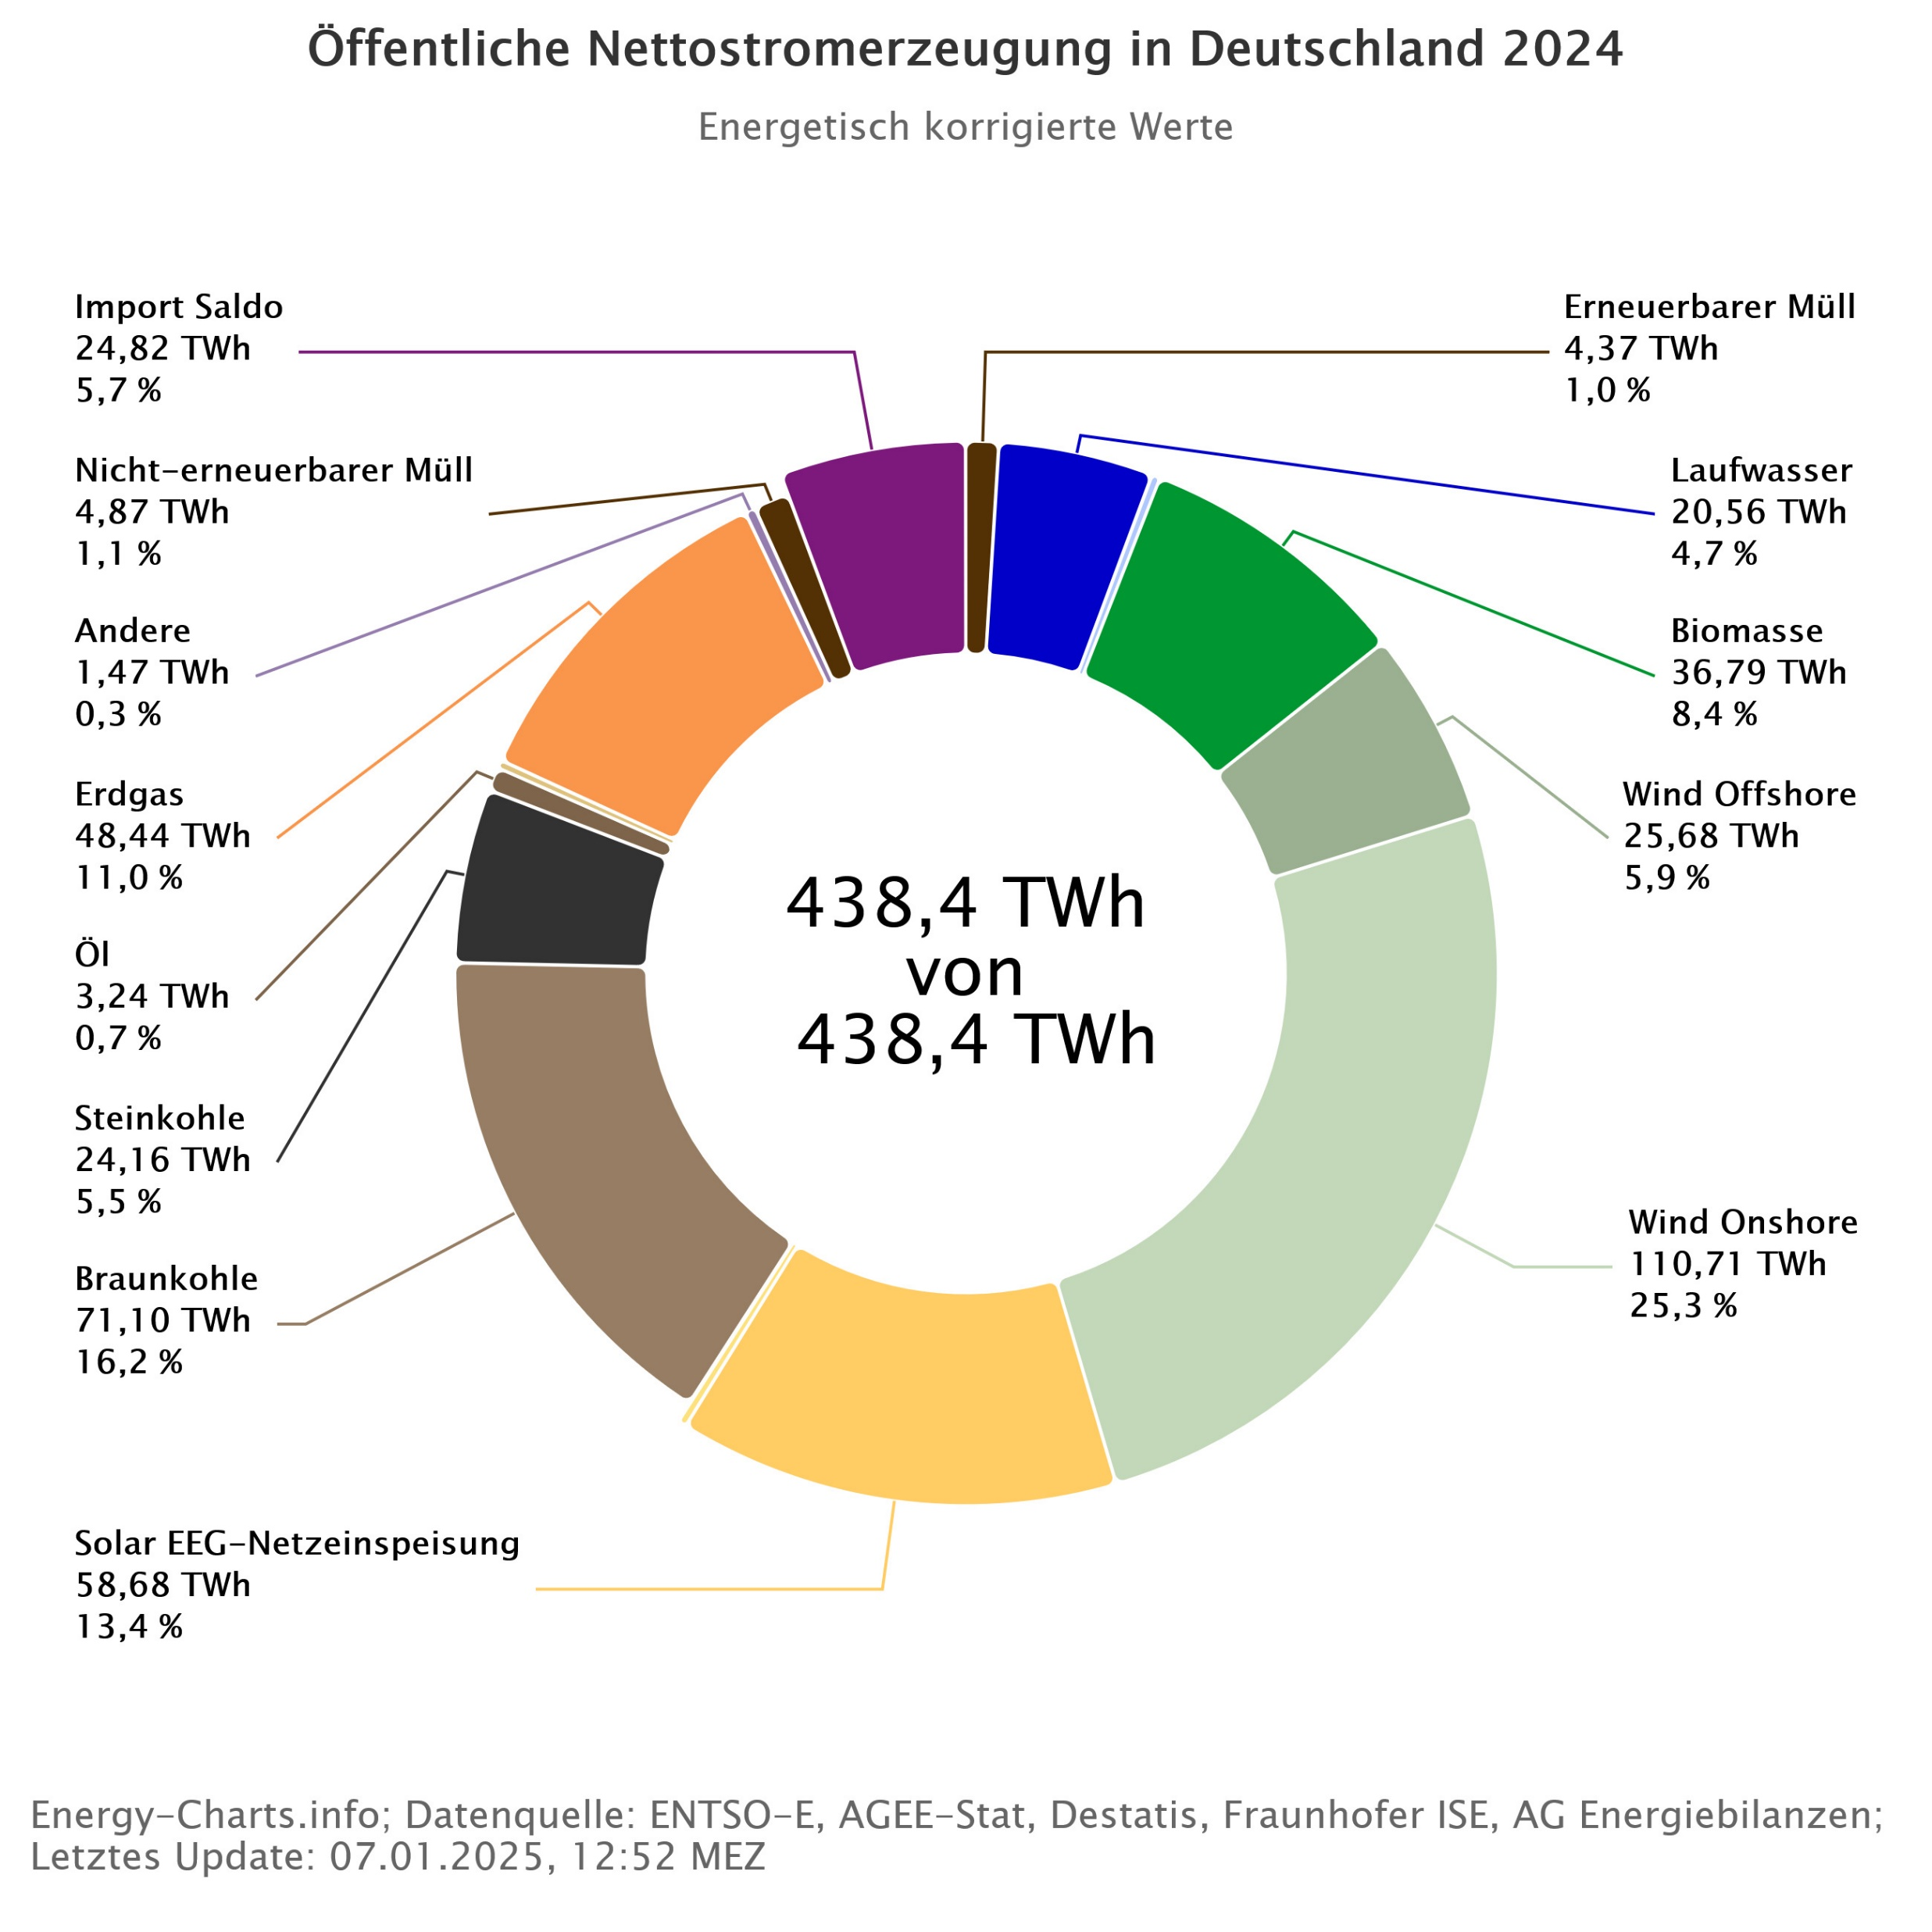 Öffentliche Nettostromerzeugung in Deutschland 2024
Energetisch korrigierte Werte
Import Saldo
24,82 TWh
5,7 %
Nicht-erneuerbarer Müll
4,87 TWh
1,1 %
Andere
1,47 TWh
0,3 %
Erdgas
48,44 TWh
11,0 %
Öl
3,24 TWh
0,7 %
Steinkohle
24,16 TWh
5,5 %
Braunkohle
71,10 TWh
16,2 %
Solar EEG-Netzeinspeisung
58,68 TWh
13,4 %
Erneuerbarer Müll
4,37 TWh
1,0 %
Laufwasser
20,56 TWh
4,7 %
Biomasse
36,79 TWh
8,4 %
Wind Offshore
25,68 TWh
5,9 %
Wind Onshore
110,71 TWh
25,3 %
438,4 TWh
von
438,4 TWh
Energy-Charts.info; Datenquelle: ENTSO-E, AGEE-Stat, Destatis, Fraunhofer ISE, AG Energiebilanzen;
Letztes Update: 07.01.2025, 12:52 MEZ